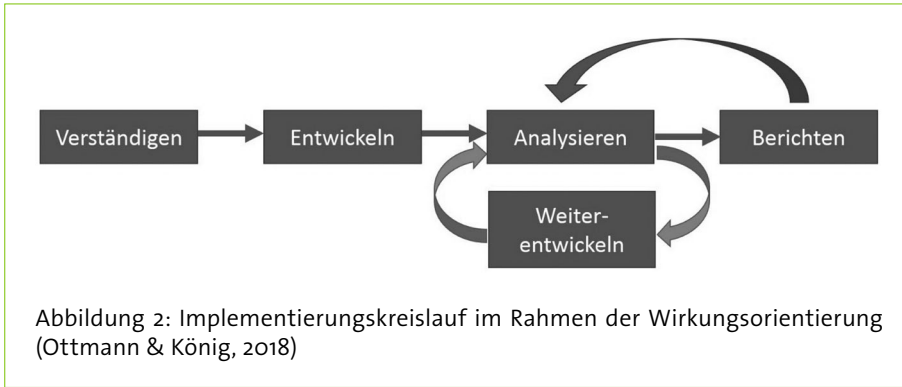 Verständigen
Entwickeln
Analysieren
Berichten
Weiter-
entwickeln
Abbildung 2: Implementierungskreislauf im Rahmen der Wirkungsorientierung
(Ottmann & König, 2018)